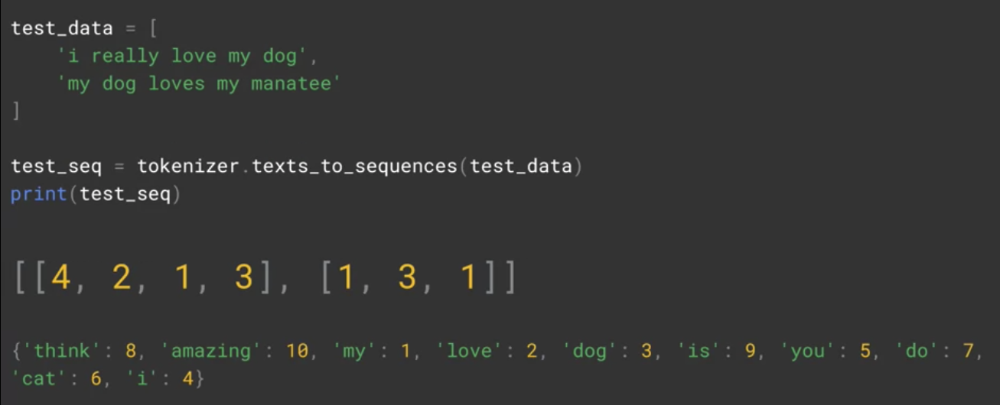 test_data = [
    'i really love my dog',
    'my dog loves my manatee'
]
test_seq = tokenizer.texts_to_sequences(test_data)
print(test_seq)
[[4, 2, 1, 3], [1, 3, 1]]
{'think': 8, 'amazing': 10, 'my': 1, 'love': 2, 'dog': 3, 'is': 9, 'you': 5, 'do': 7,
'cat': 6, 'i': 4}